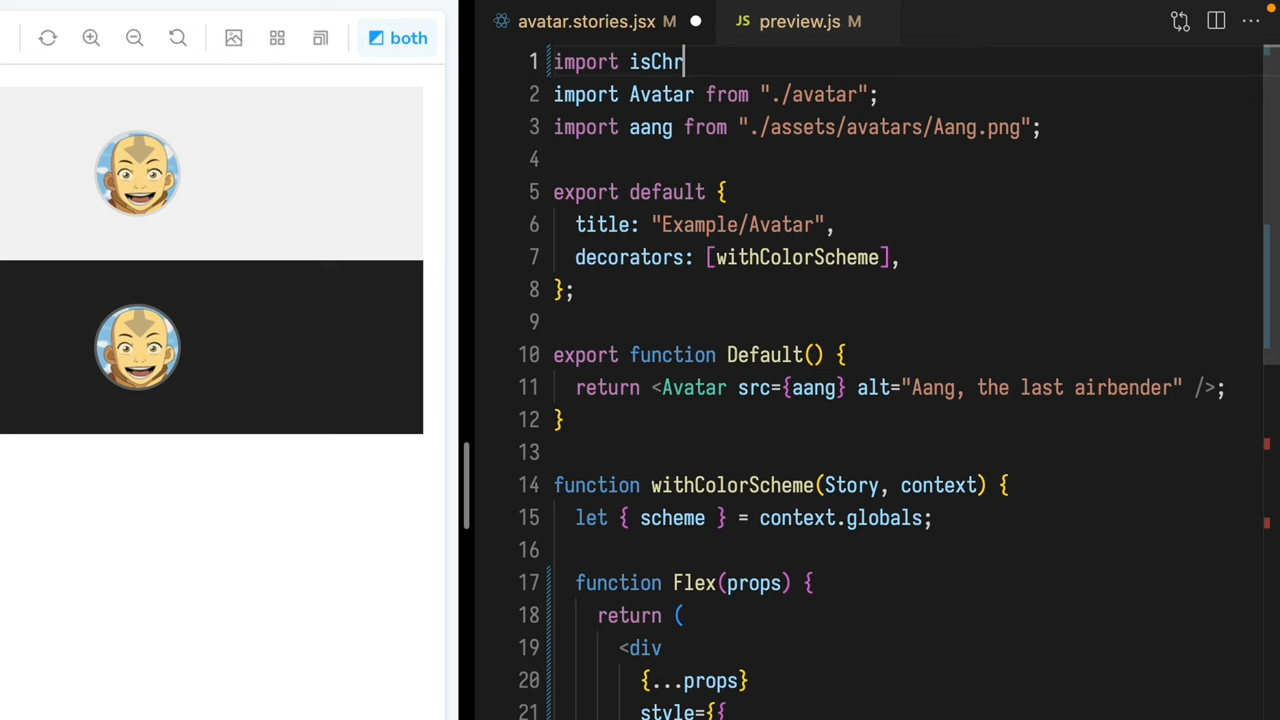 both
avatar.stories.jsx M
JS preview.js M
1 import isChr
2 import Avatar from "./avatar";
3 import aang from "./assets/avatars/Aang.png";
4
5 export default {
6 title: "Example/Avatar",
7 decorators: [withColorScheme],
8 };
9
10 export function Default() {
11 return <Avatar src={aang} alt="Aang, the last airbender" />;
12 }
13
14 function withColorScheme(Story, context) {
15 let { scheme } = context.globals;
16
17 function Flex(props) {
18 return (
19 <div
20 {...props}
21 style={{